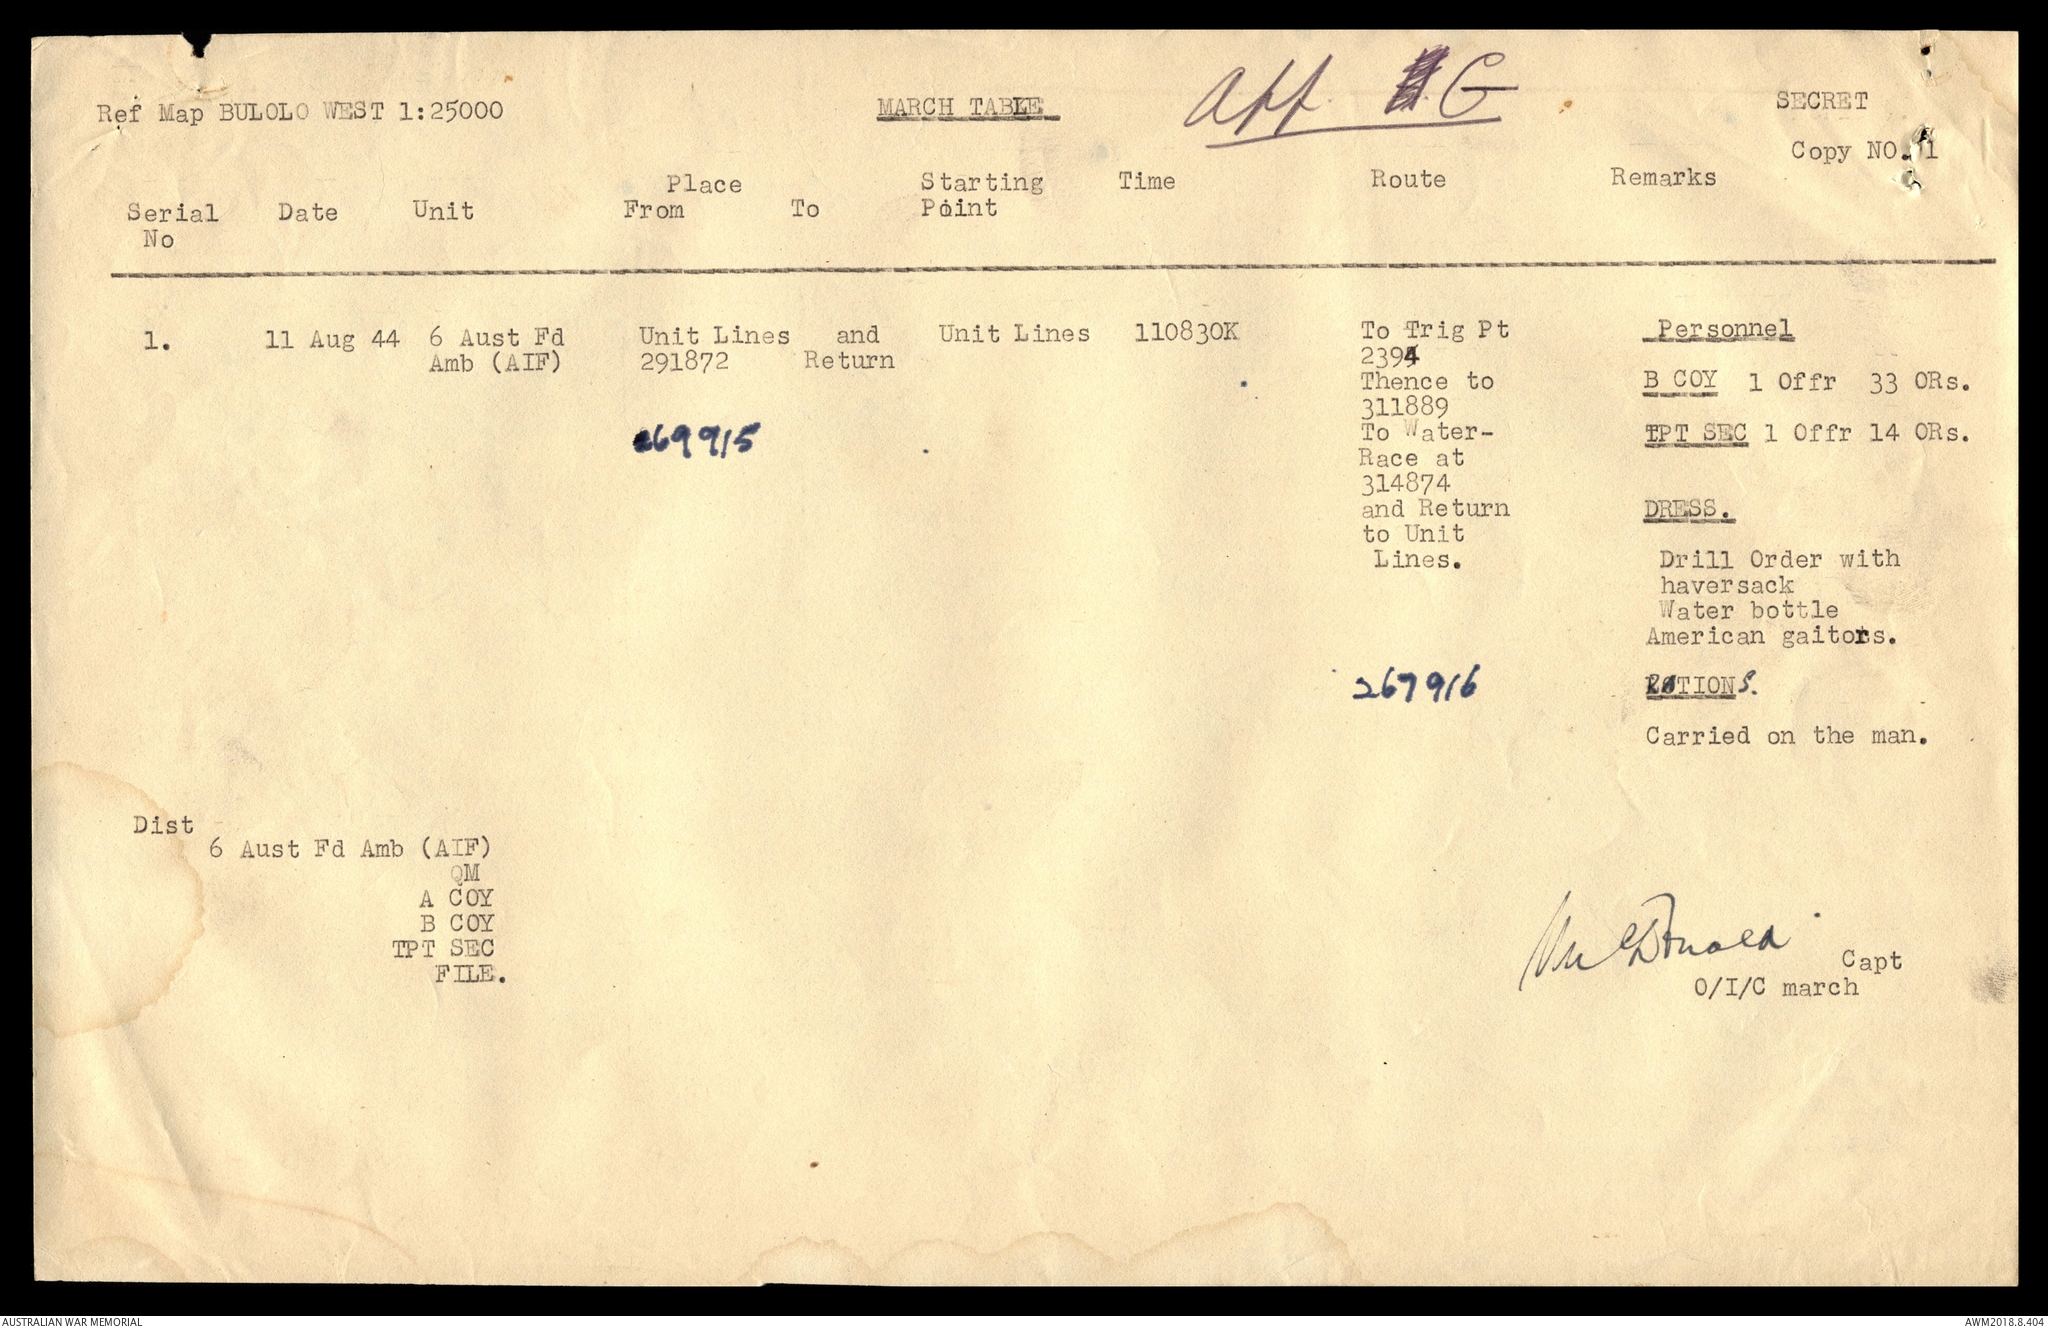 Ref Map BULOLO WEST 1:25000
MARCH TABLE
App. G
SECRET
Copy NO. 1
Place
Starting Time Route Remarks
Serial Date Unit From To Point
No
1. 11 Aug 44 6 Aust Fd Unit Lines and Unit Lines 110830K
Amb (AIF) 291872 Return
269915
To Trig Pt
2394
Thence to
311889
To Water-
Race at
314874
and Return
to Unit
Lines.
267916
Personnel
B COY 1 Offr 33 ORs.
TPT SEC 1 Offr 14 ORs.
DRESS.
Drill Order with
haversack
Water bottle
American gaitors.
RATIONS.
Carried on the man.
Dist
6 Aust Fd Amb (AIF)
QM
A COY
B COY
TPT SEC
FILE.
McDonald Capt
O/I/C march
AUSTRALIAN WAR MEMORIAL
AWM2018.8.404